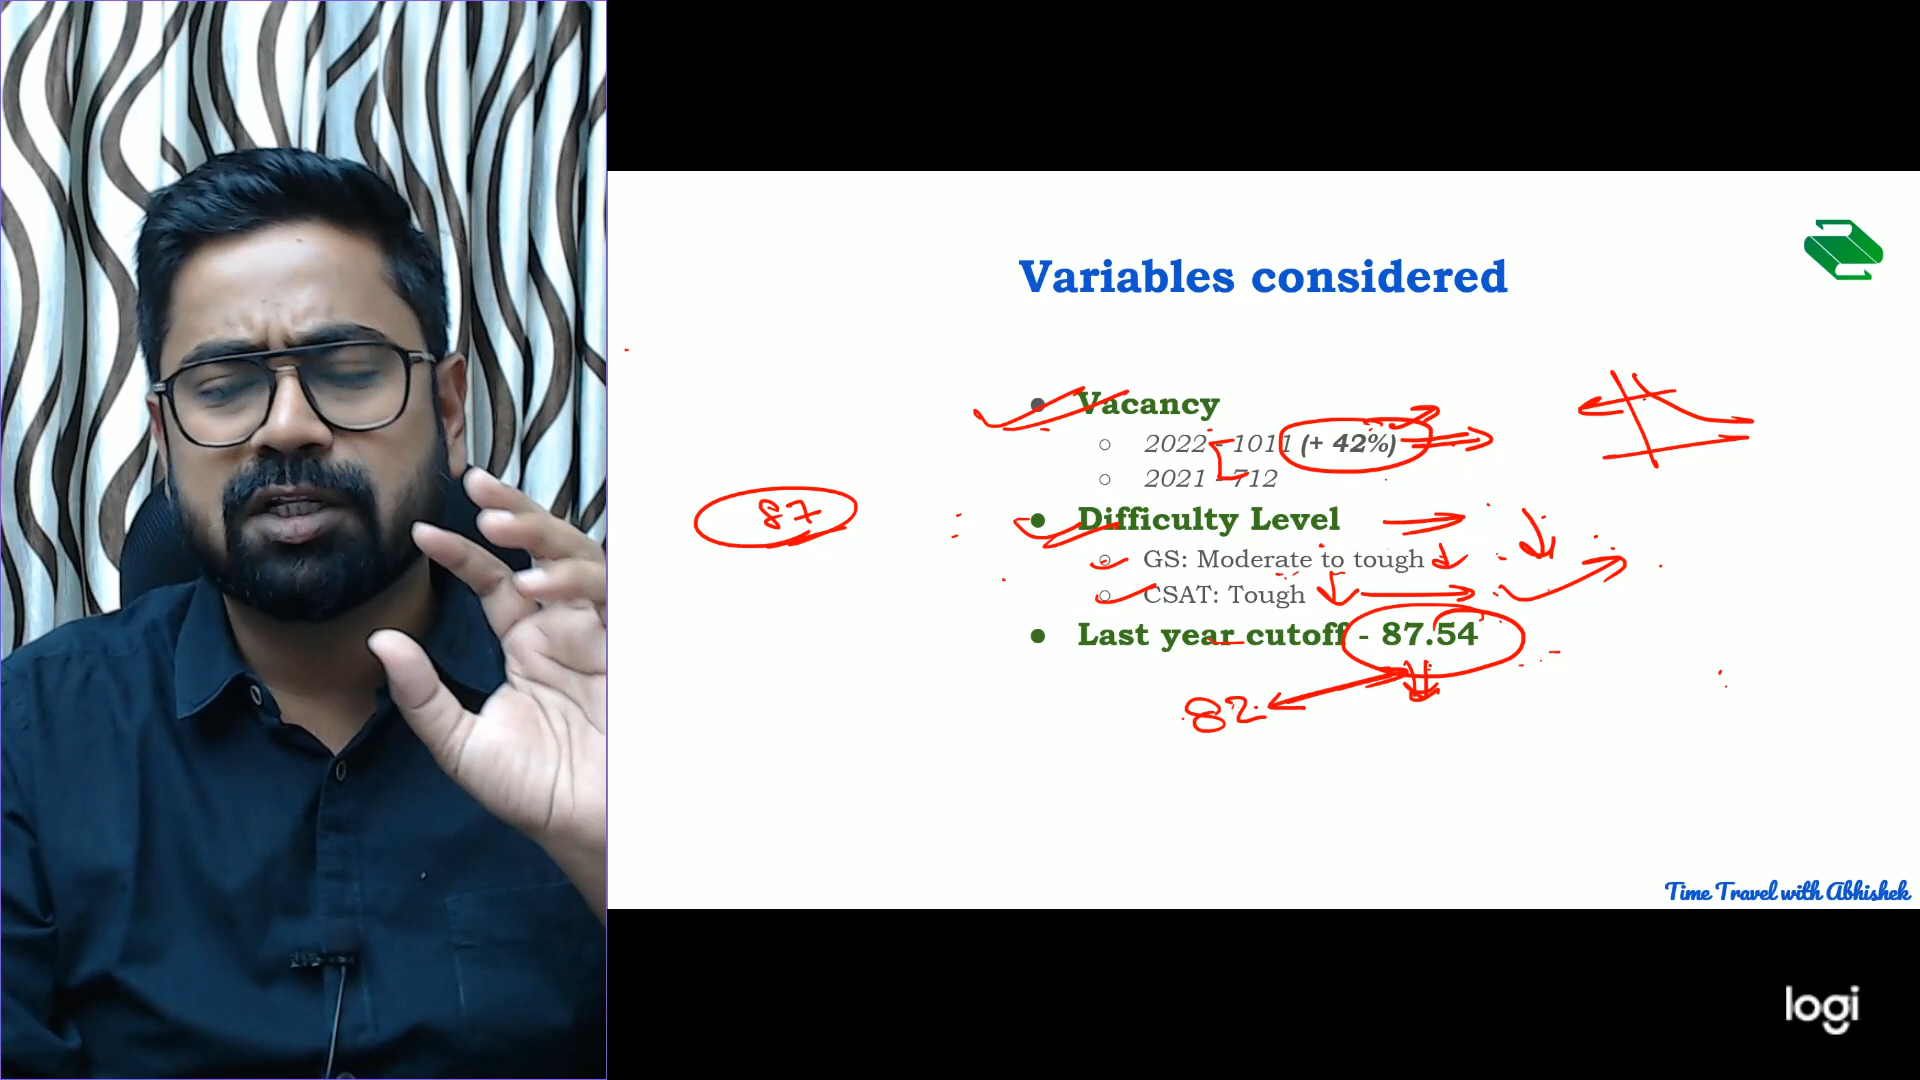 Variables considered
● Vacancy
○ 2022 - 1011 (+ 42%)
○ 2021 - 712
87
● Difficulty Level
○ GS: Moderate to tough
○ CSAT: Tough
● Last year cutoff - 87.54
82
Time Travel with Abhishek
logi